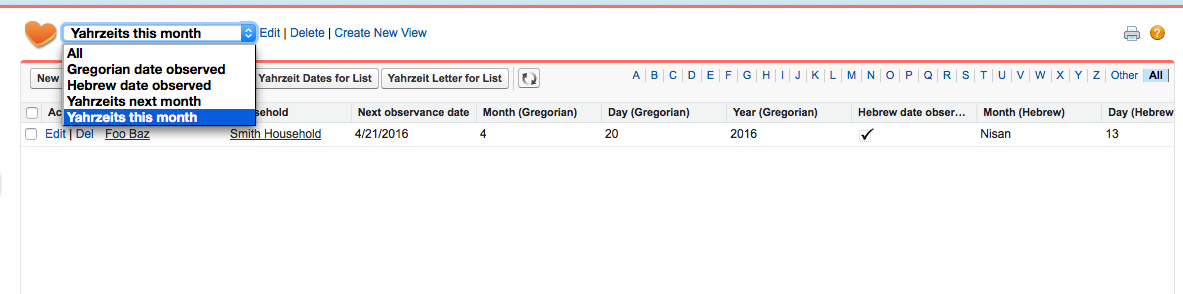 Yahrzeits this month Edit | Delete | Create New View
All
Gregorian date observed
Hebrew date observed
Yahrzeits next month
Yahrzeits this month
New Yahrzeit Dates for List Yahrzeit Letter for List A B C D E F G H I J K L M N O P Q R S T U V W X Y Z Other All
Next observance date Month (Gregorian) Day (Gregorian) Year (Gregorian) Hebrew date obser... Month (Hebrew) Day (Hebrew
Edit | Del Foo Baz Smith Household 4/21/2016 4 20 2016 Nisan 13